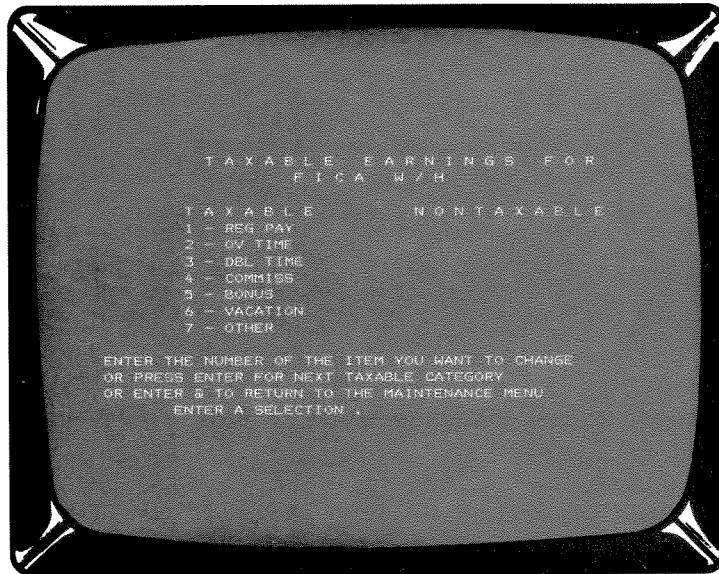 TAXABLE EARNINGS FOR
FICA W/H
TAXABLE NONTAXABLE
1 - REG PAY
2 - OV TIME
3 - DBL TIME
4 - COMMISS
5 - BONUS
6 - VACATION
7 - OTHER
ENTER THE NUMBER OF THE ITEM YOU WANT TO CHANGE
OR PRESS ENTER FOR NEXT TAXABLE CATEGORY
OR ENTER @ TO RETURN TO THE MAINTENANCE MENU
ENTER A SELECTION .